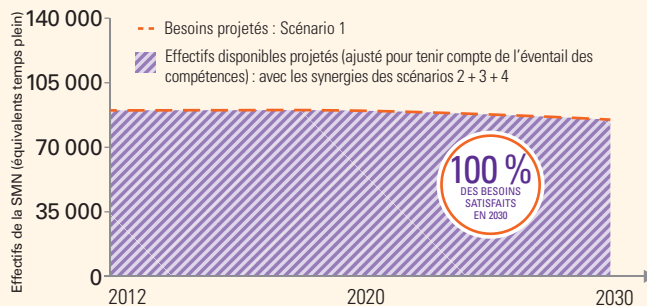 Effectifs de la SMN (équivalents temps plein)
140 000
105 000
70 000
35 000
0
Besoins projetés : Scénario 1
Effectifs disponibles projetés (ajusté pour tenir compte de l’éventail des
compétences) : avec les synergies des scénarios 2 + 3 + 4
100 %
DES BESOINS
SATISFAITS
EN 2030
2012
2020
2030